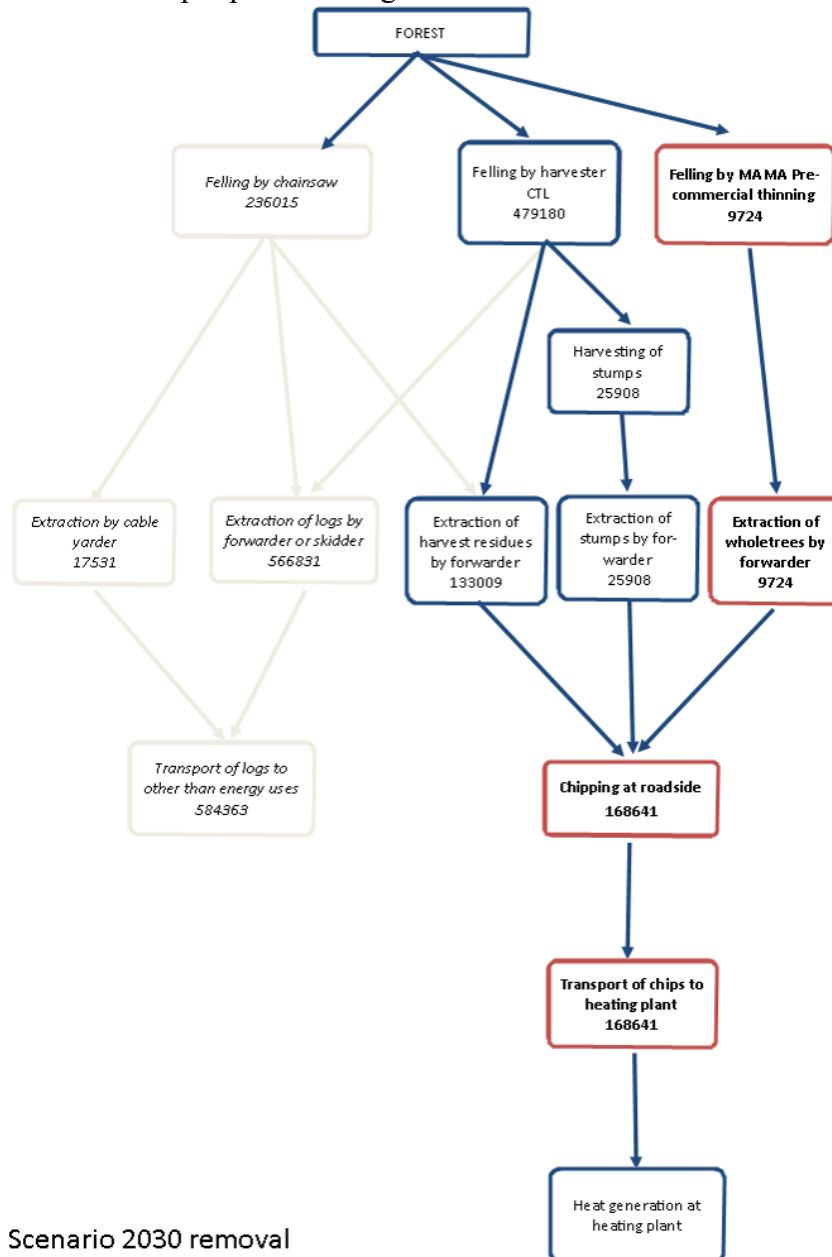 FOREST
Felling by chainsaw
236015
Felling by harvester
CTL
479180
Felling by MAMA Pre-
commercial thinning
9724
Harvesting of
stumps
25908
Extraction by cable
yarder
17531
Extraction of logs by
forwarder or skidder
566831
Extraction of
harvest residues
by forwarder
133009
Extraction of
stumps by for-
warder
25908
Extraction of
wholetrees by
forwarder
9724
Transport of logs to
other than energy uses
584363
Chipping at roadside
168641
Transport of chips to
heating plant
168641
Heat generation at
heating plant
Scenario 2030 removal